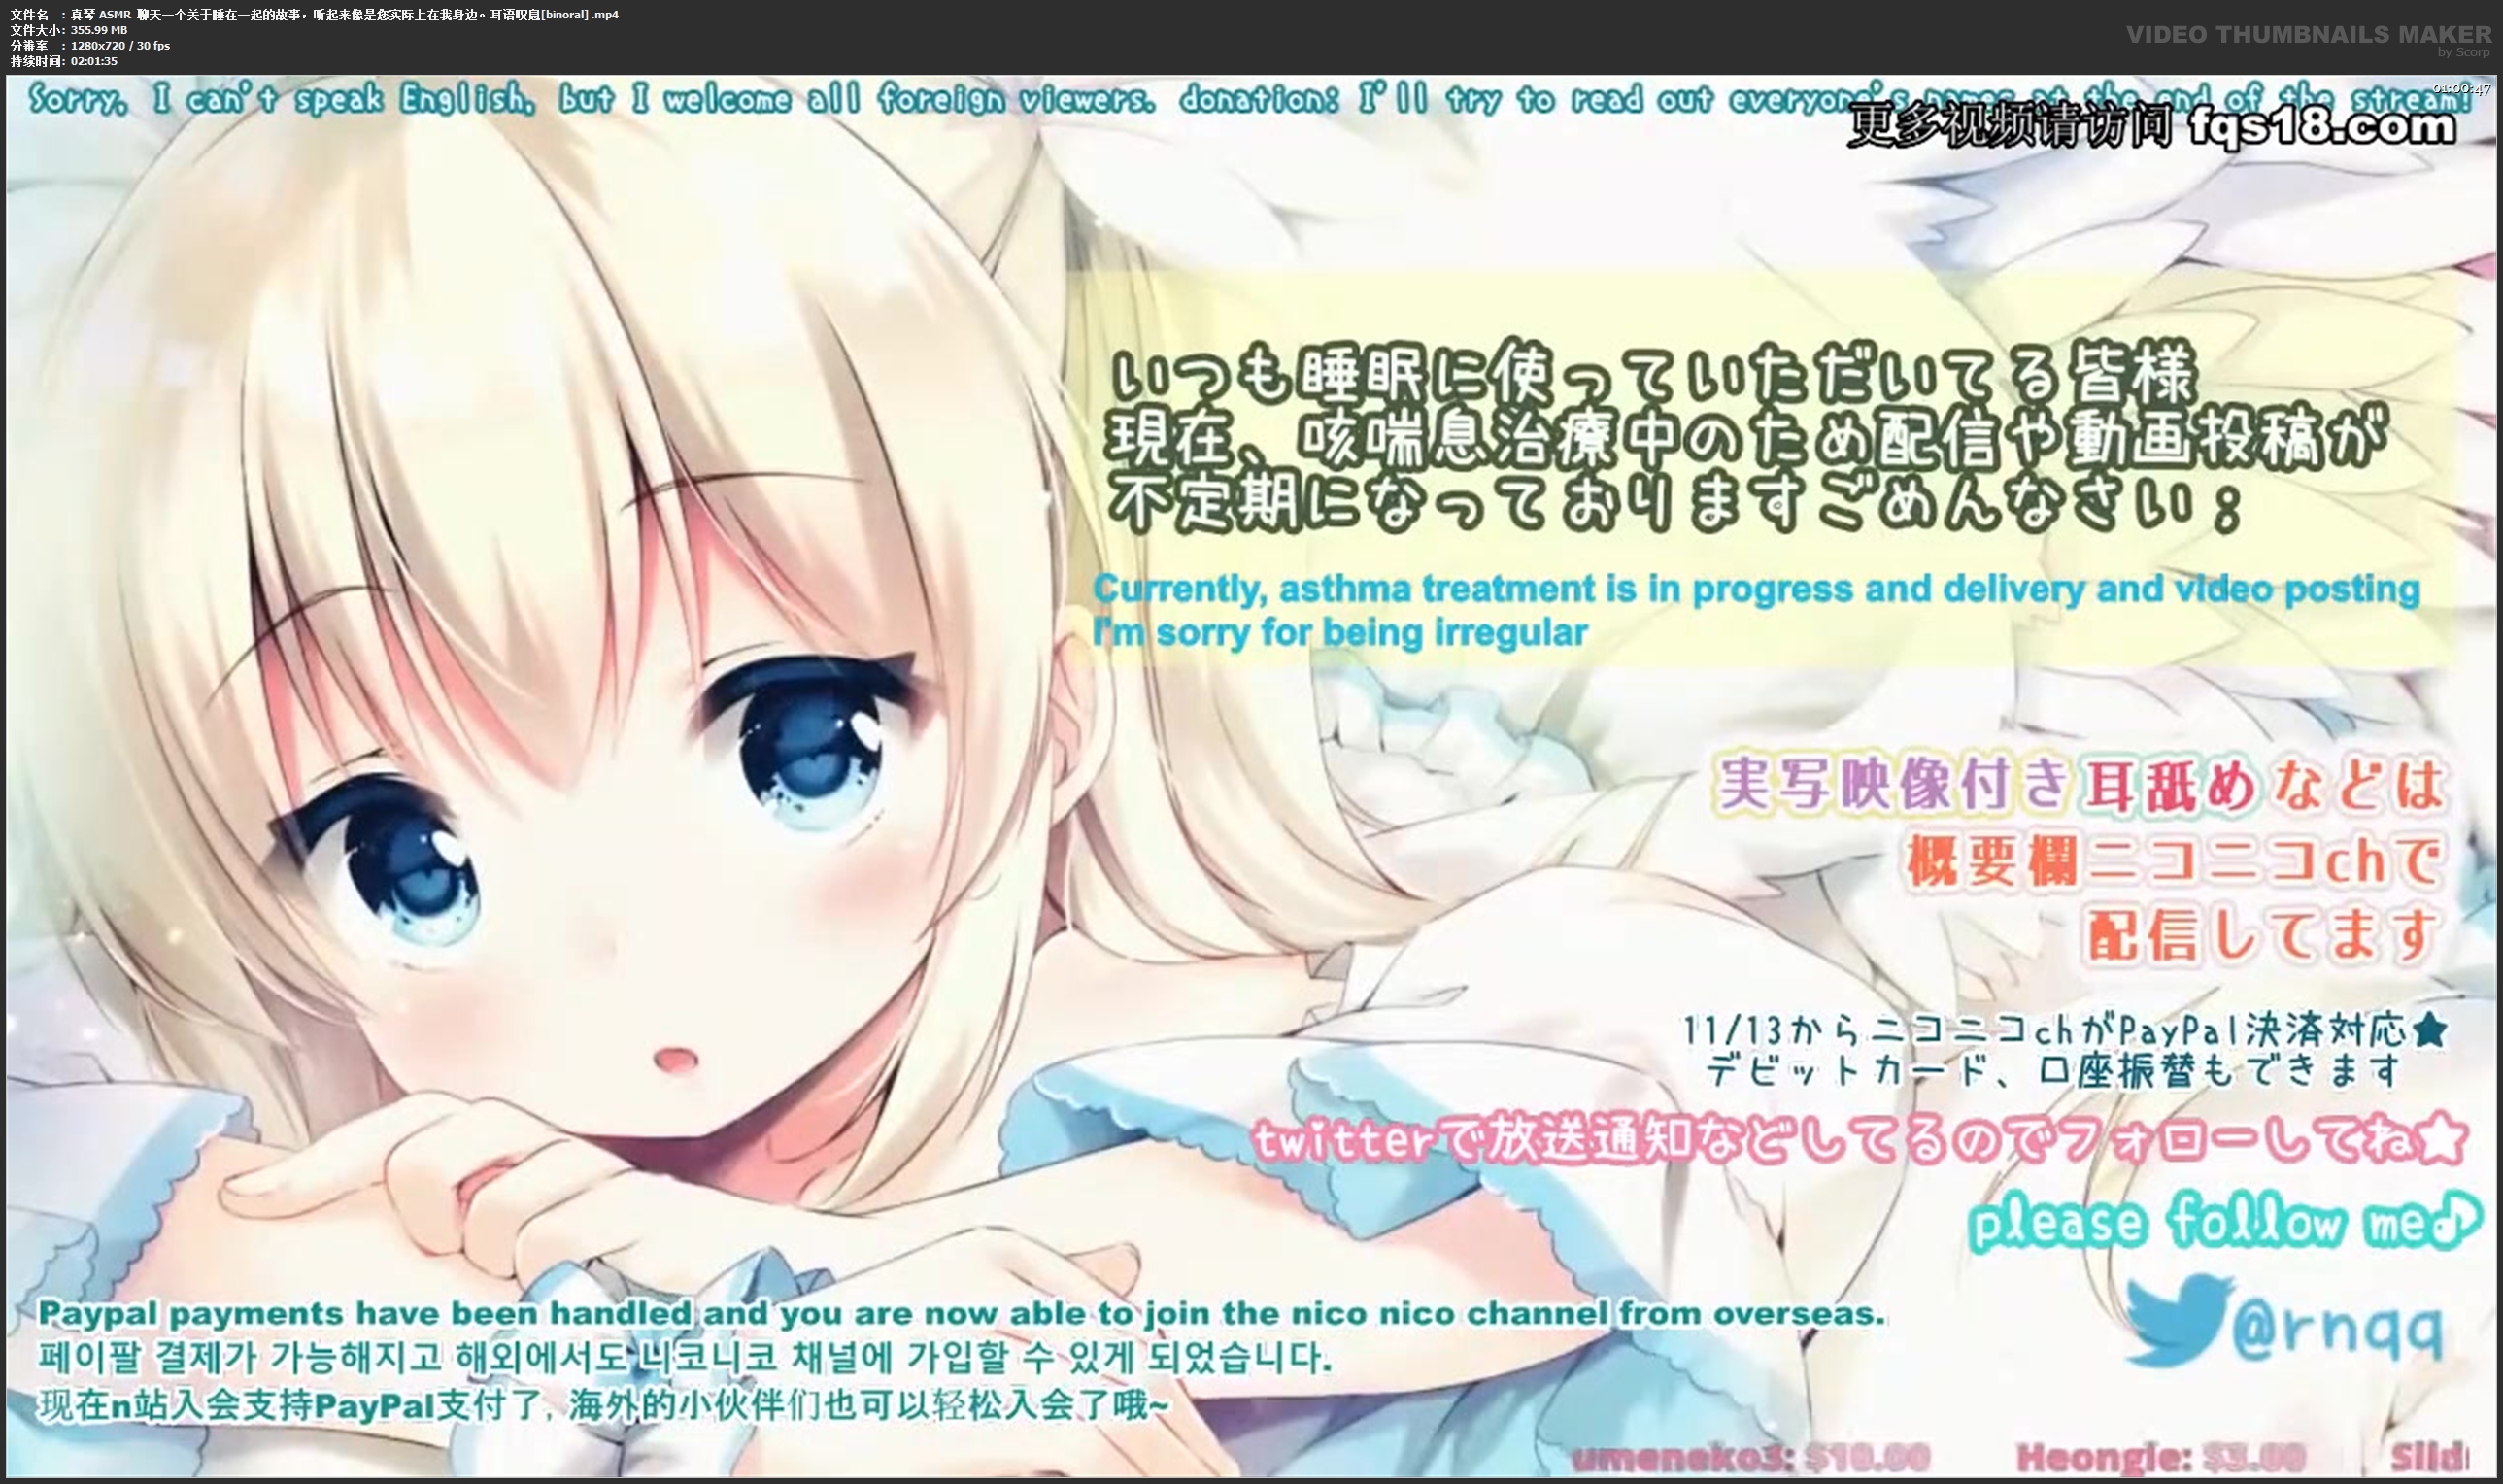 文件名 : 真琴 ASMR 聊天一个关于睡在一起的故事，听起来像是您实际上在我身边。耳语叹息[binoral].mp4
文件大小: 355.99 MB
分辨率 : 1280x720 / 30 fps
持续时间: 02:01:35
VIDEO THUMBNAILS MAKER
by Scorp
01:00:47
Sorry, I can't speak English, but I welcome all foreign viewers. donation: I'll try to read out everyone's names at the end of the stream!
更多视频请访问 fqs18.com
いつも睡眠に使っていただいてる皆様
現在、咳喘息治療中のため配信や動画投稿が
不定期になっておりますごめんなさい；
Currently, asthma treatment is in progress and delivery and video posting
I'm sorry for being irregular
実写映像付き耳舐めなどは
概要欄ニコニコchで
配信してます
11/13からニコニコchがPayPal決済対応★
デビットカード、口座振替もできます
twitterで放送通知などしてるのでフォローしてね☆
please follow me♪
@rnqq
Paypal payments have been handled and you are now able to join the nico nico channel from overseas.
페이팔 결제가 가능해지고 해외에서도 니코니코 채널에 가입할 수 있게 되었습니다.
现在n站入会支持PayPal支付了, 海外的小伙伴们也可以轻松入会了哦~
umeneko3: $10.00 Heongle: $3.00